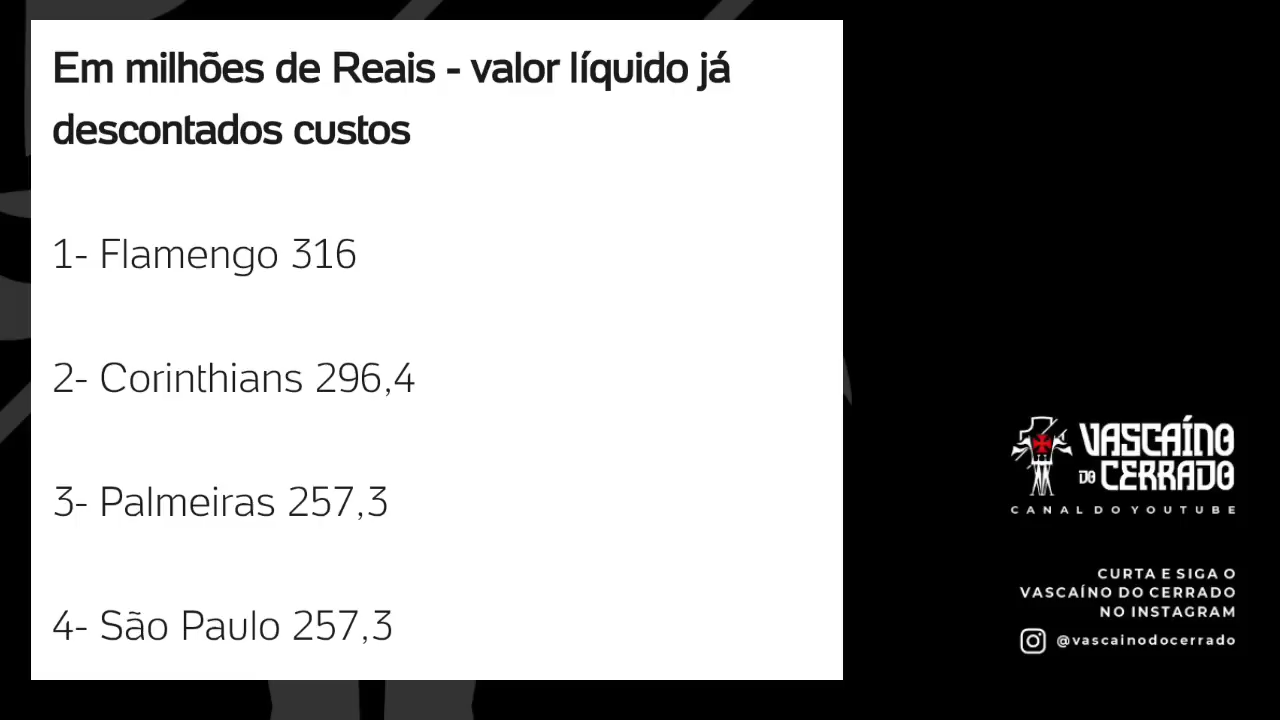 Em milhões de Reais - valor líquido já
descontados custos
1- Flamengo 316
2- Corinthians 296,4
3- Palmeiras 257,3
4- São Paulo 257,3
VASCAÍNO
DO CERRADO
CANAL DO YOUTUBE
CURTA E SIGA O
VASCAÍNO DO CERRADO
NO INSTAGRAM
@vascainodocerrado